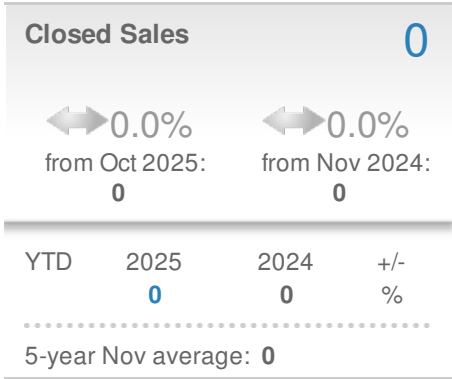 Closed Sales 0
0.0% 0.0%
from Oct 2025: from Nov 2024:
0 0
YTD 2025 2024 +/-
0 0 %
5-year Nov average: 0